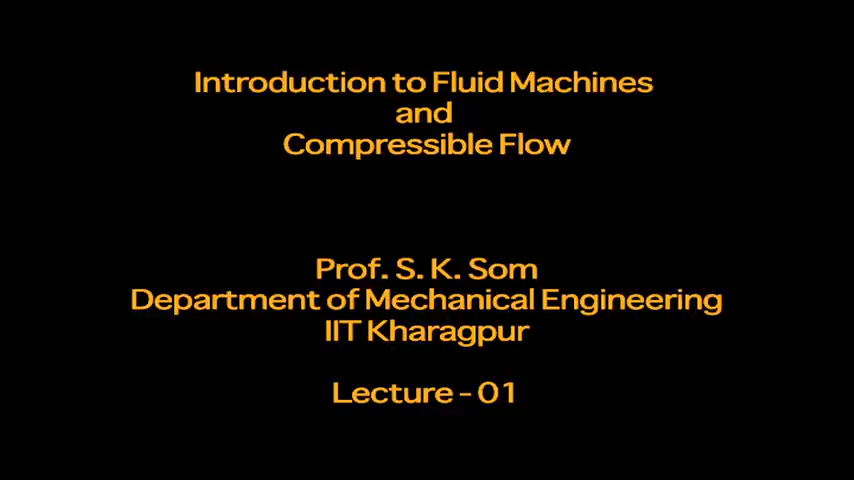 Introduction to Fluid Machines
and
Compressible Flow
Prof. S. K. Som
Department of Mechanical Engineering
IIT Kharagpur
Lecture - 01